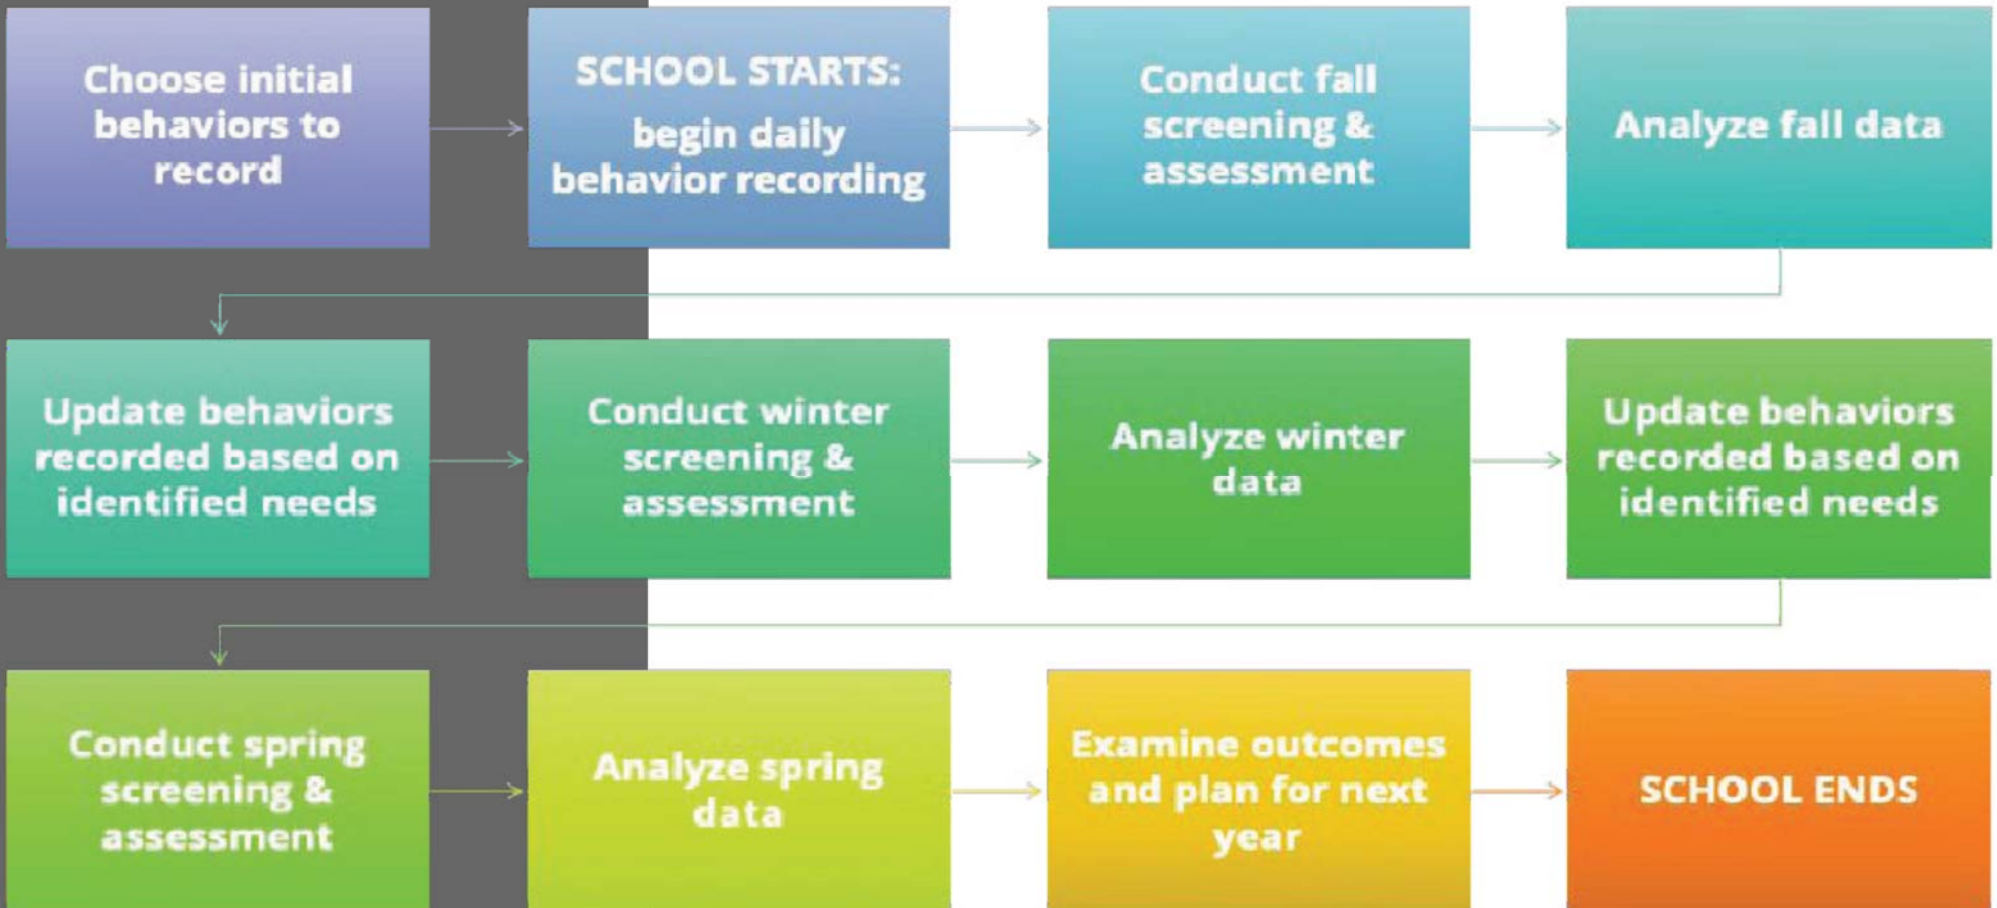 Choose initial
behaviors to
record
SCHOOL STARTS:
begin daily
behavior recording
Conduct fall
screening &
assessment
Analyze fall data
Update behaviors
recorded based on
identified needs
Conduct winter
screening &
assessment
Analyze winter
data
Update behaviors
recorded based on
identified needs
Conduct spring
screening &
assessment
Analyze spring
data
Examine outcomes
and plan for next
year
SCHOOL ENDS